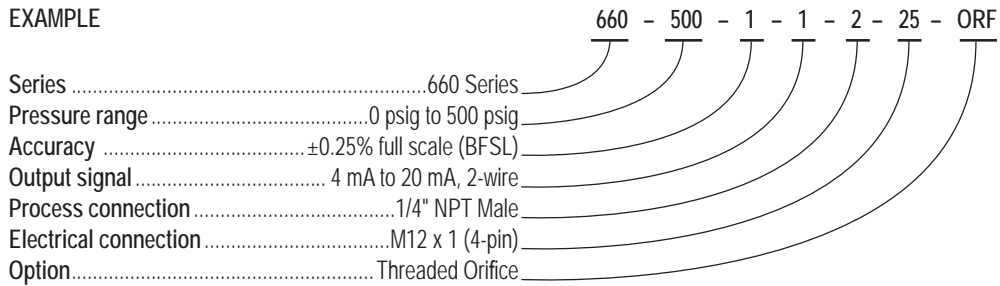 EXAMPLE 660 – 500 – 1 – 1 – 2 – 25 – ORF
Series ..................................................................660 Series
Pressure range ........................................0 psig to 500 psig
Accuracy .....................................±0.25% full scale (BFSL)
Output signal ................................... 4 mA to 20 mA, 2-wire
Process connection .....................................1/4" NPT Male
Electrical connection ..................................M12 x 1 (4-pin)
Option........................................................ Threaded Orifice